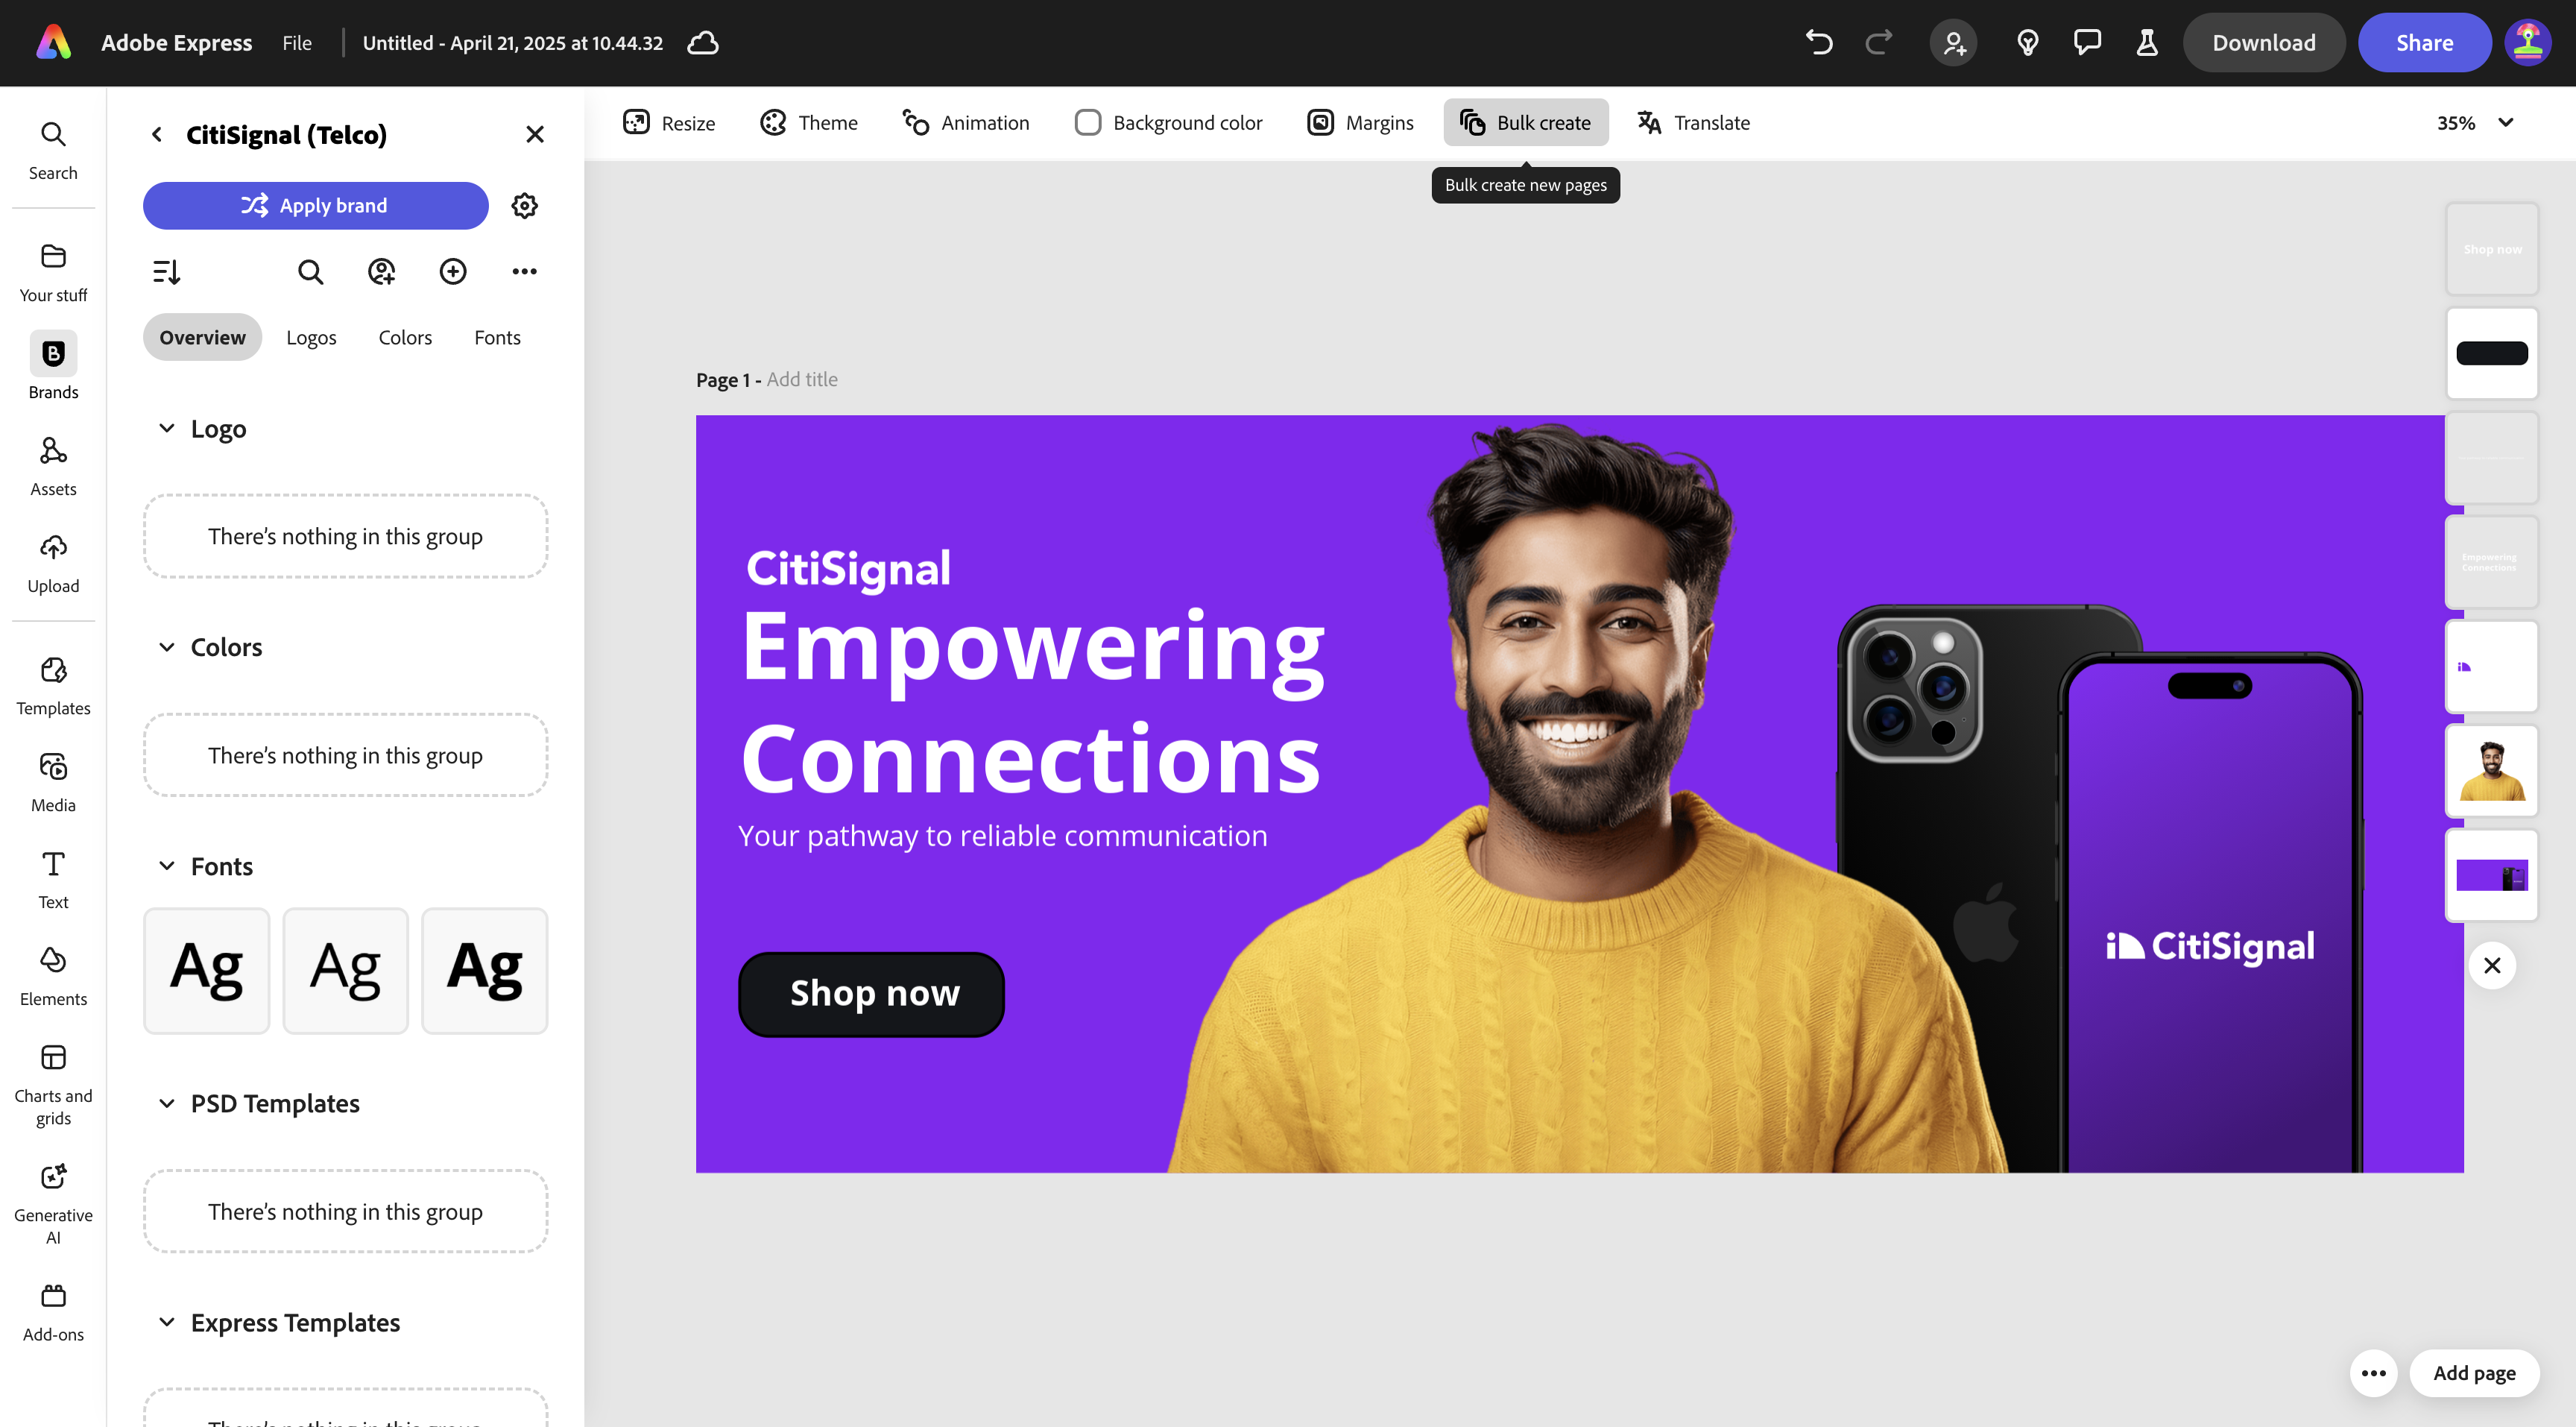 Adobe Express File Untitled - April 21, 2025 at 10.44.32 Download Share
Search
Your stuff
Brands
Assets
Upload
Templates
Media
Text
Elements
Charts and
grids
Generative
AI
Add-ons
CitiSignal (Telco)
Apply brand
Overview Logos Colors Fonts
Logo
There's nothing in this group
Colors
There's nothing in this group
Fonts
Ag Ag Ag
PSD Templates
There's nothing in this group
Express Templates
Resize Theme Animation Background color Margins Bulk create Translate 35%
Bulk create new pages
Page 1 - Add title
CitiSignal
Empowering
Connections
Your pathway to reliable communication
Shop now
CitiSignal
Shop now
Empowering
Connections
Add page